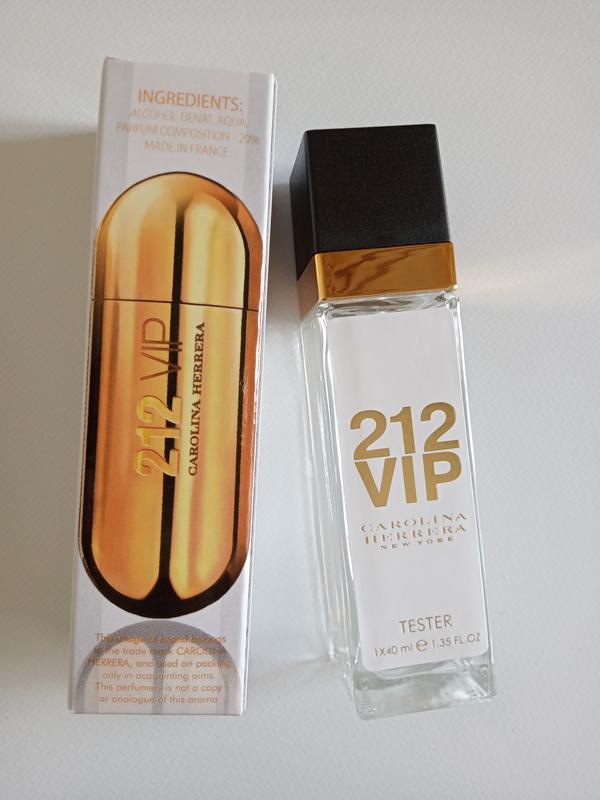 INGREDIENTS:
ALCOHOL DENAT, AQUA,
PARFUM COMPOSITION - 20%
MADE IN FRANCE.
212 VIP
CAROLINA HERRERA
This image of brand belongs
to the trade mark CAROLINA
HERRERA, and used on packing
only in acquainting aims.
This perfumery is not a copy
or analogue of this aroma
212
VIP
CAROLINA
HERRERA
NEW YORK
TESTER
1X40 ml e 1,35 FL.OZ